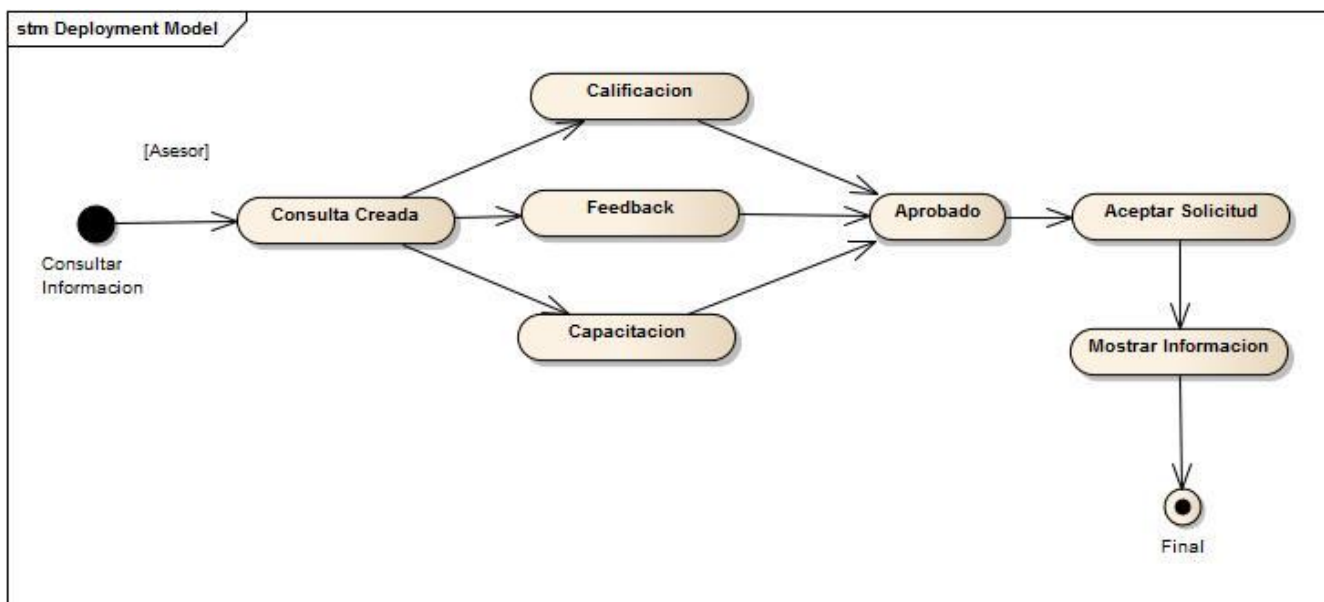 stm Deployment Model
Calificacion
[Asesor]
Consulta Creada
Feedback
Aprobado
Aceptar Solicitud
Consultar
Informacion
Capacitacion
Mostrar Informacion
Final